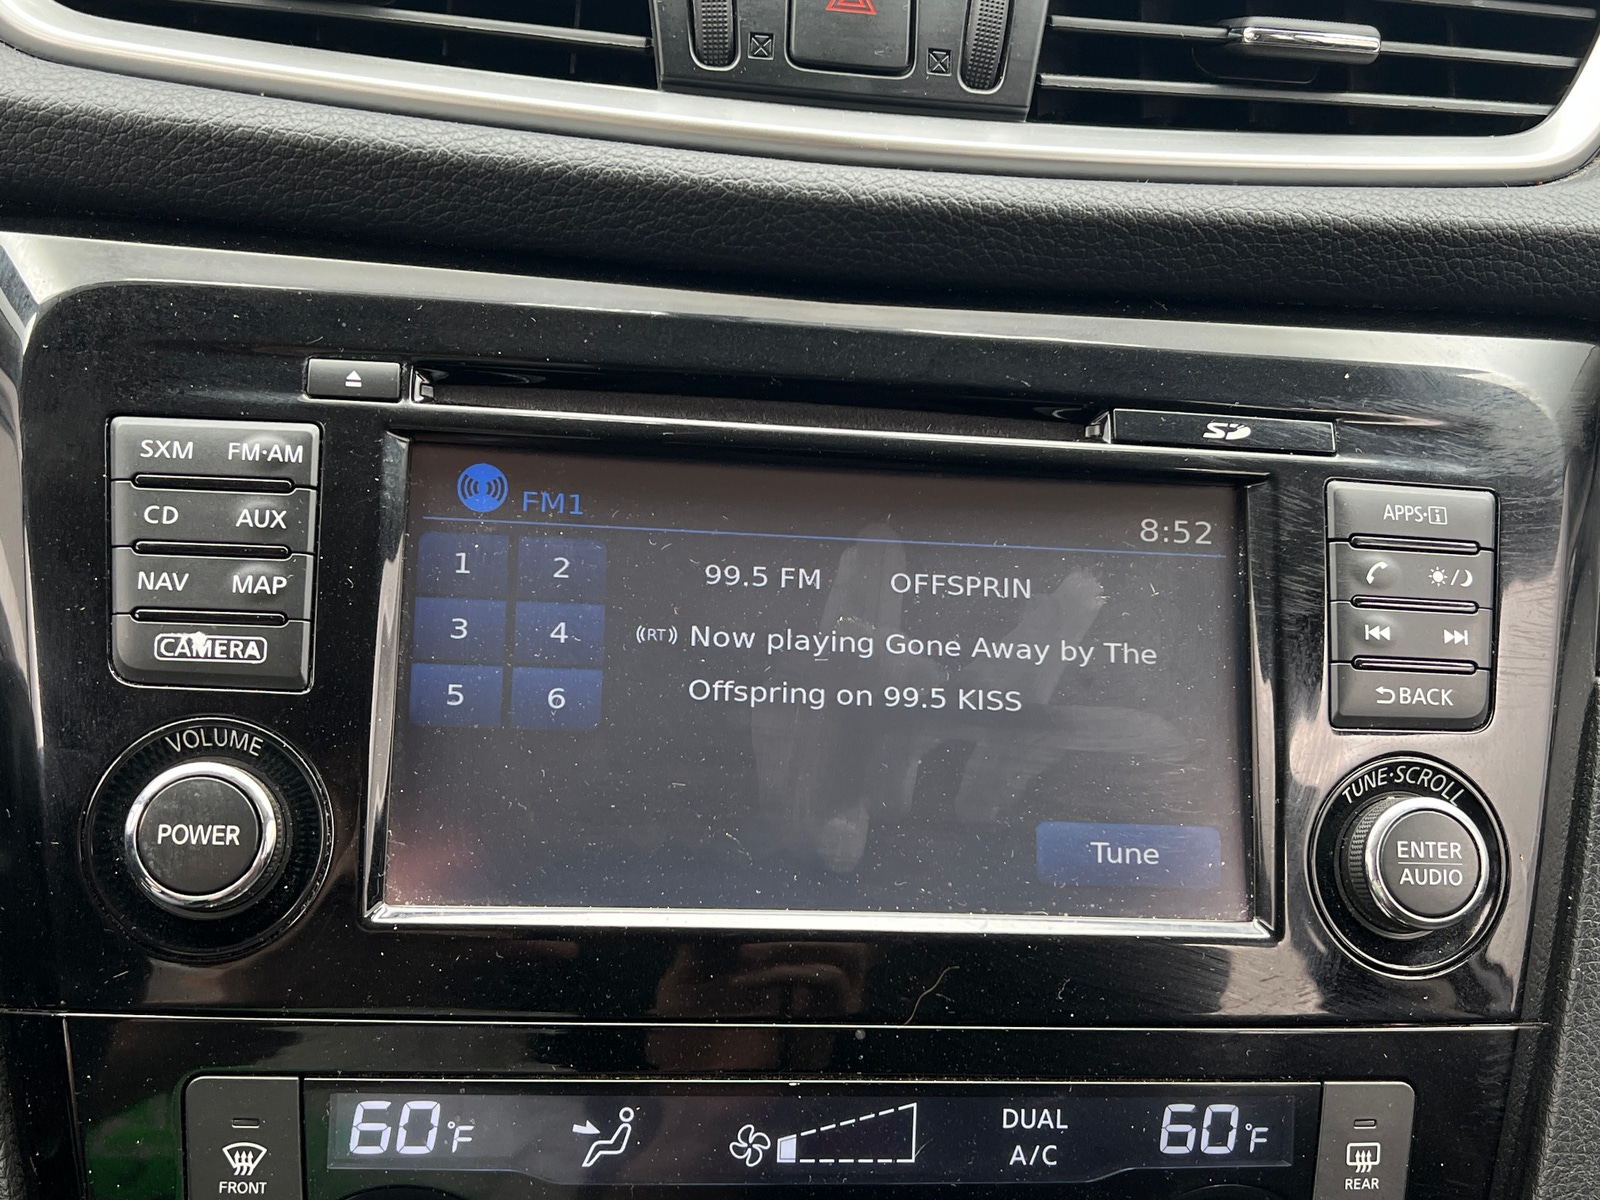 SXM FM·AM
CD AUX
NAV MAP
CAMERA
VOLUME
POWER
FM1
8:52
1 2
3 4
5 6
99.5 FM OFFSPRIN
((RT)) Now playing Gone Away by The
Offspring on 99.5 KISS
Tune
SD
APPS·i
BACK
TUNE·SCROLL
ENTER
AUDIO
FRONT
60°F
DUAL
A/C
60°F
REAR